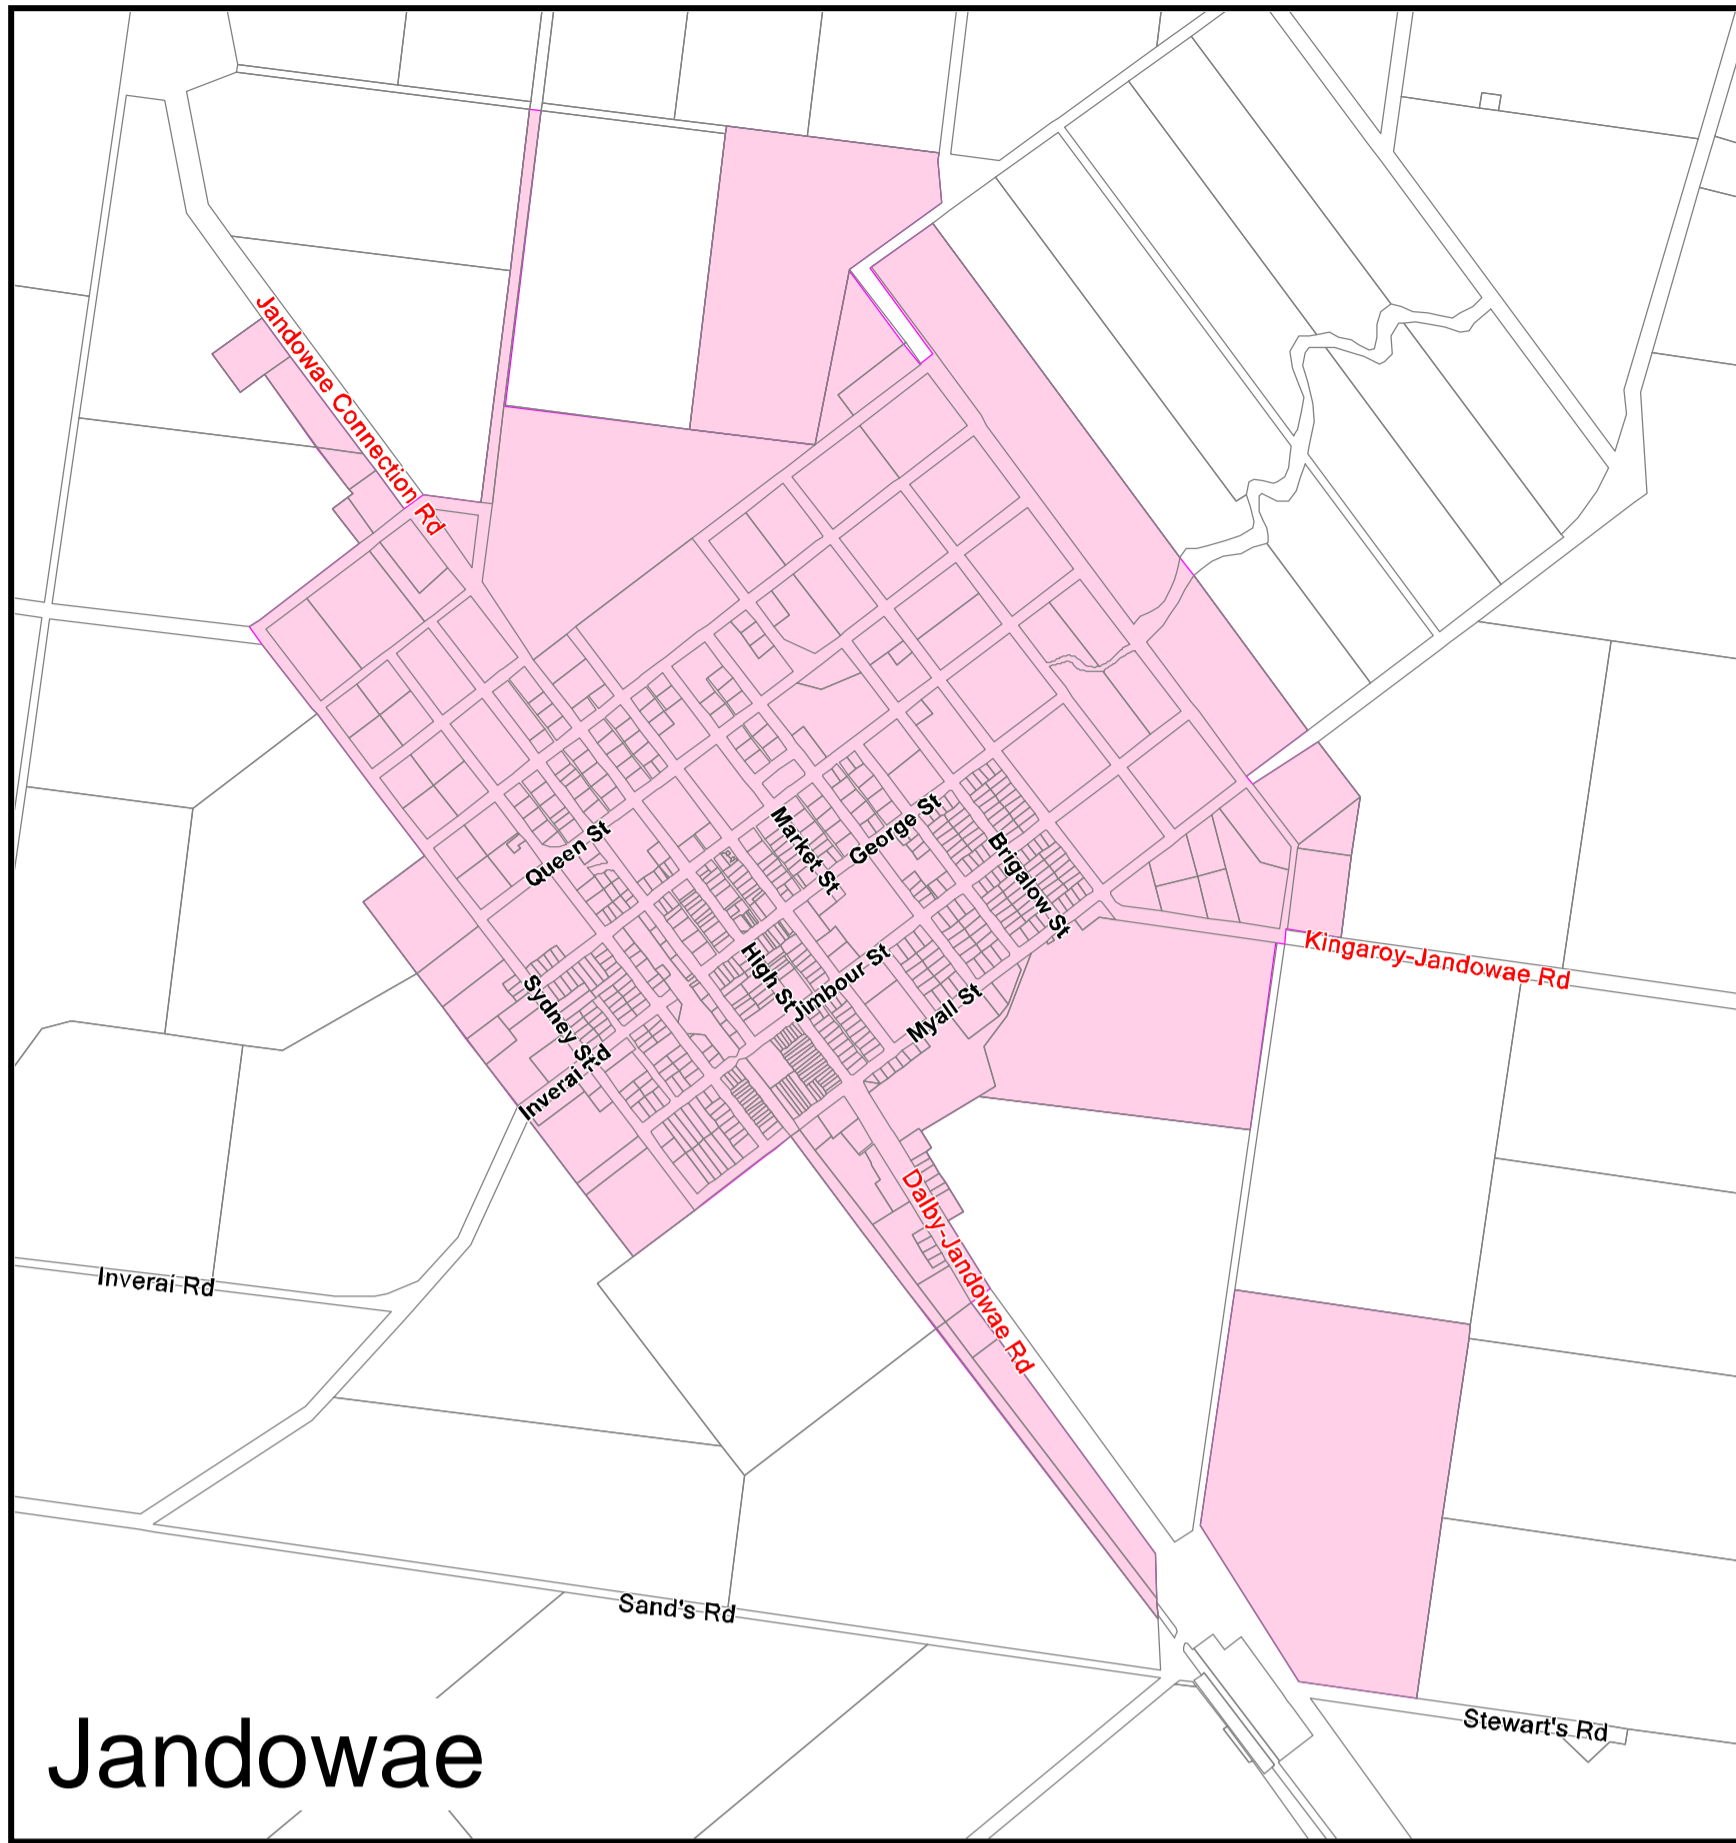 Jandowae Connection Rd
Queen St
Market St
George St
Brigalow St
Kingaroy-Jandowae Rd
High St
Jimbour St
Sydney St
Myall St
Inverai Rd
Dalby-Jandowae Rd
Inverai Rd
Sand's Rd
Stewart's Rd
Jandowae